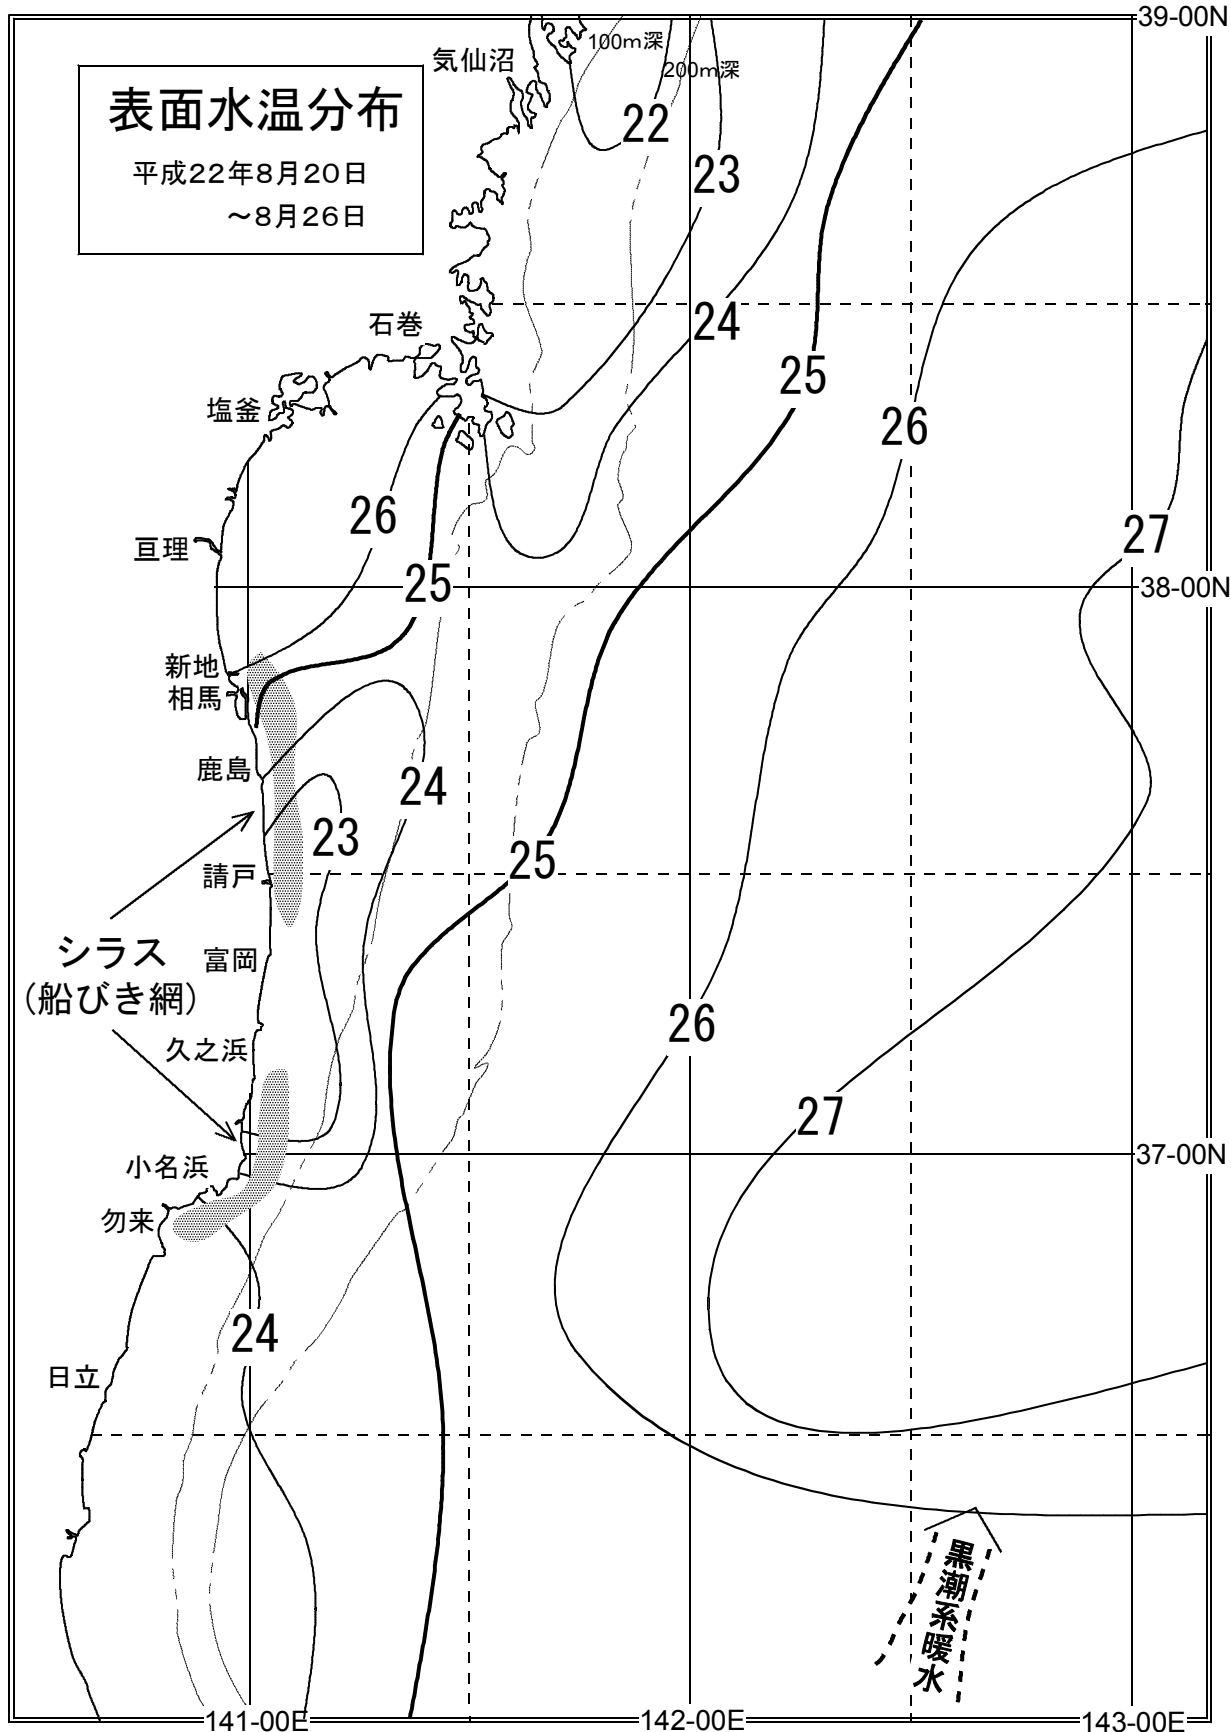 39-00N
気仙沼
100m深
200m深
表面水温分布
平成22年8月20日
～8月26日
22
23
石巻
24
25
塩釜
26
26
27
亘理
25
38-00N
新地
相馬
鹿島
24
23
25
請戸
シラス
(船びき網)
富岡
26
久之浜
27
37-00N
小名浜
勿来
24
日立
黒潮系暖水
141-00E
142-00E
143-00E